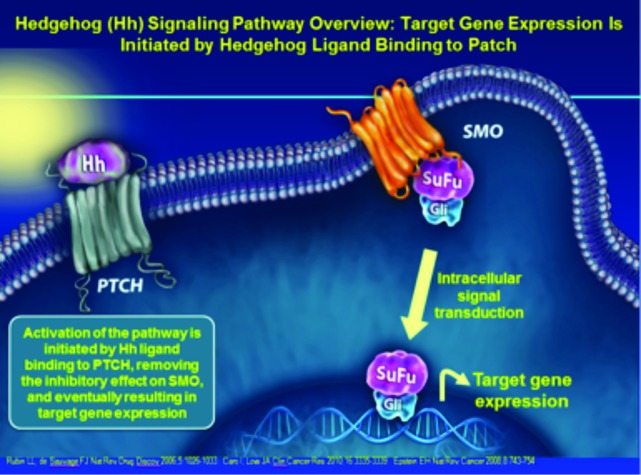 Hedgehog (Hh) Signaling Pathway Overview: Target Gene Expression Is
Initiated by Hedgehog Ligand Binding to Patch
SMO
Hh
SuFu
Gli
PTCH
Intracellular
signal
transduction
Activation of the pathway is
initiated by Hh ligand
binding to PTCH, removing
the inhibitory effect on SMO,
and eventually resulting in
target gene expression
SuFu
Gli
Target gene
expression
Rubin LL, de Sauvage FJ Nat Rev Drug Discov 2006;5:1026-1033 Caro I, Low JA Clin Cancer Res 2010;16:3335-3339 Epstein EH Nat Rev Cancer 2008;8:743-754